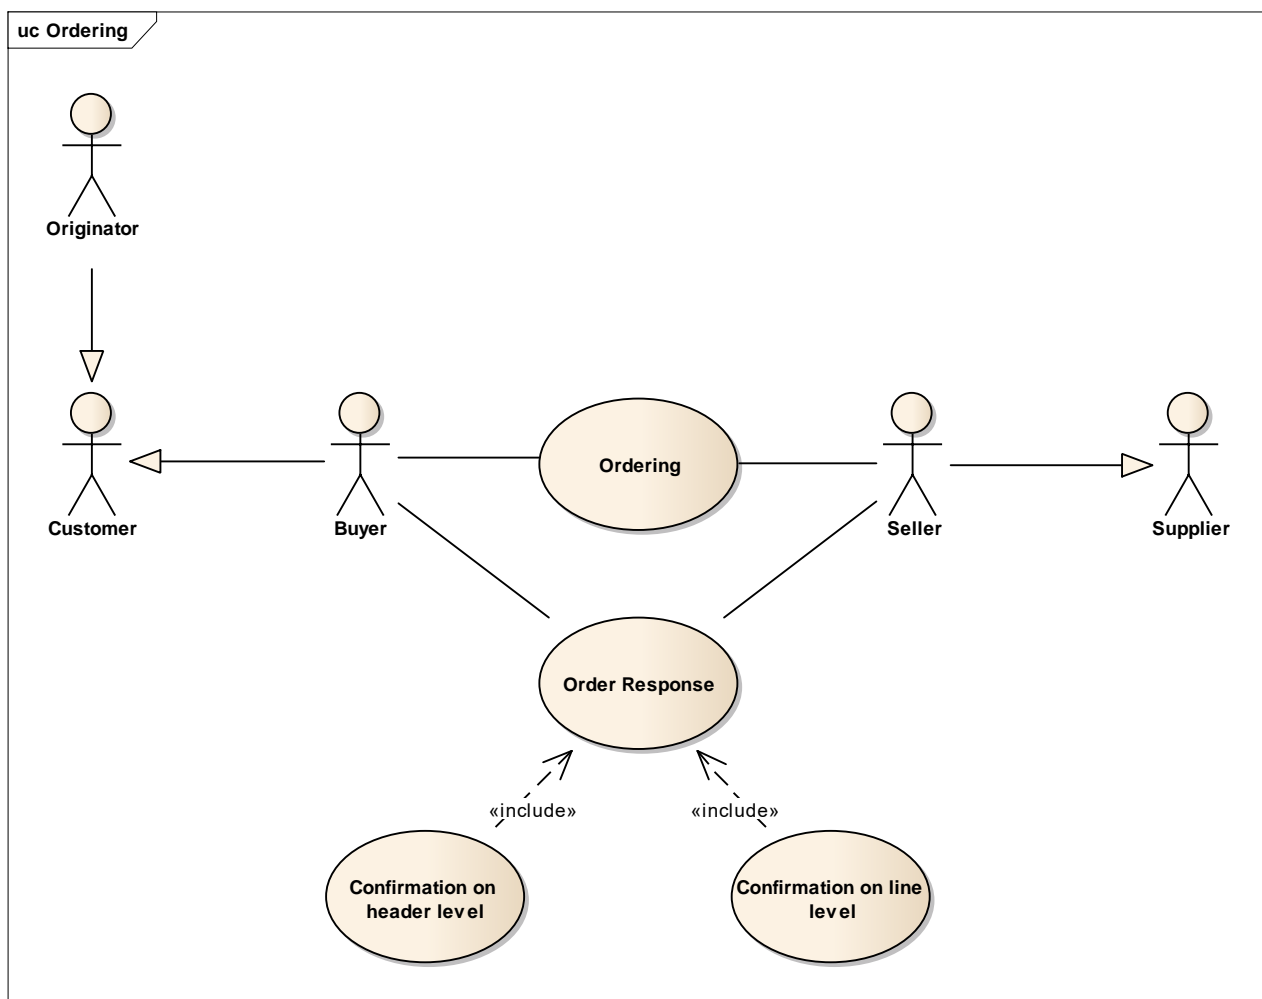 uc Ordering
Originator
Customer
Buyer
Ordering
Seller
Supplier
Order Response
«include»
«include»
Confirmation on
header level
Confirmation on line
level